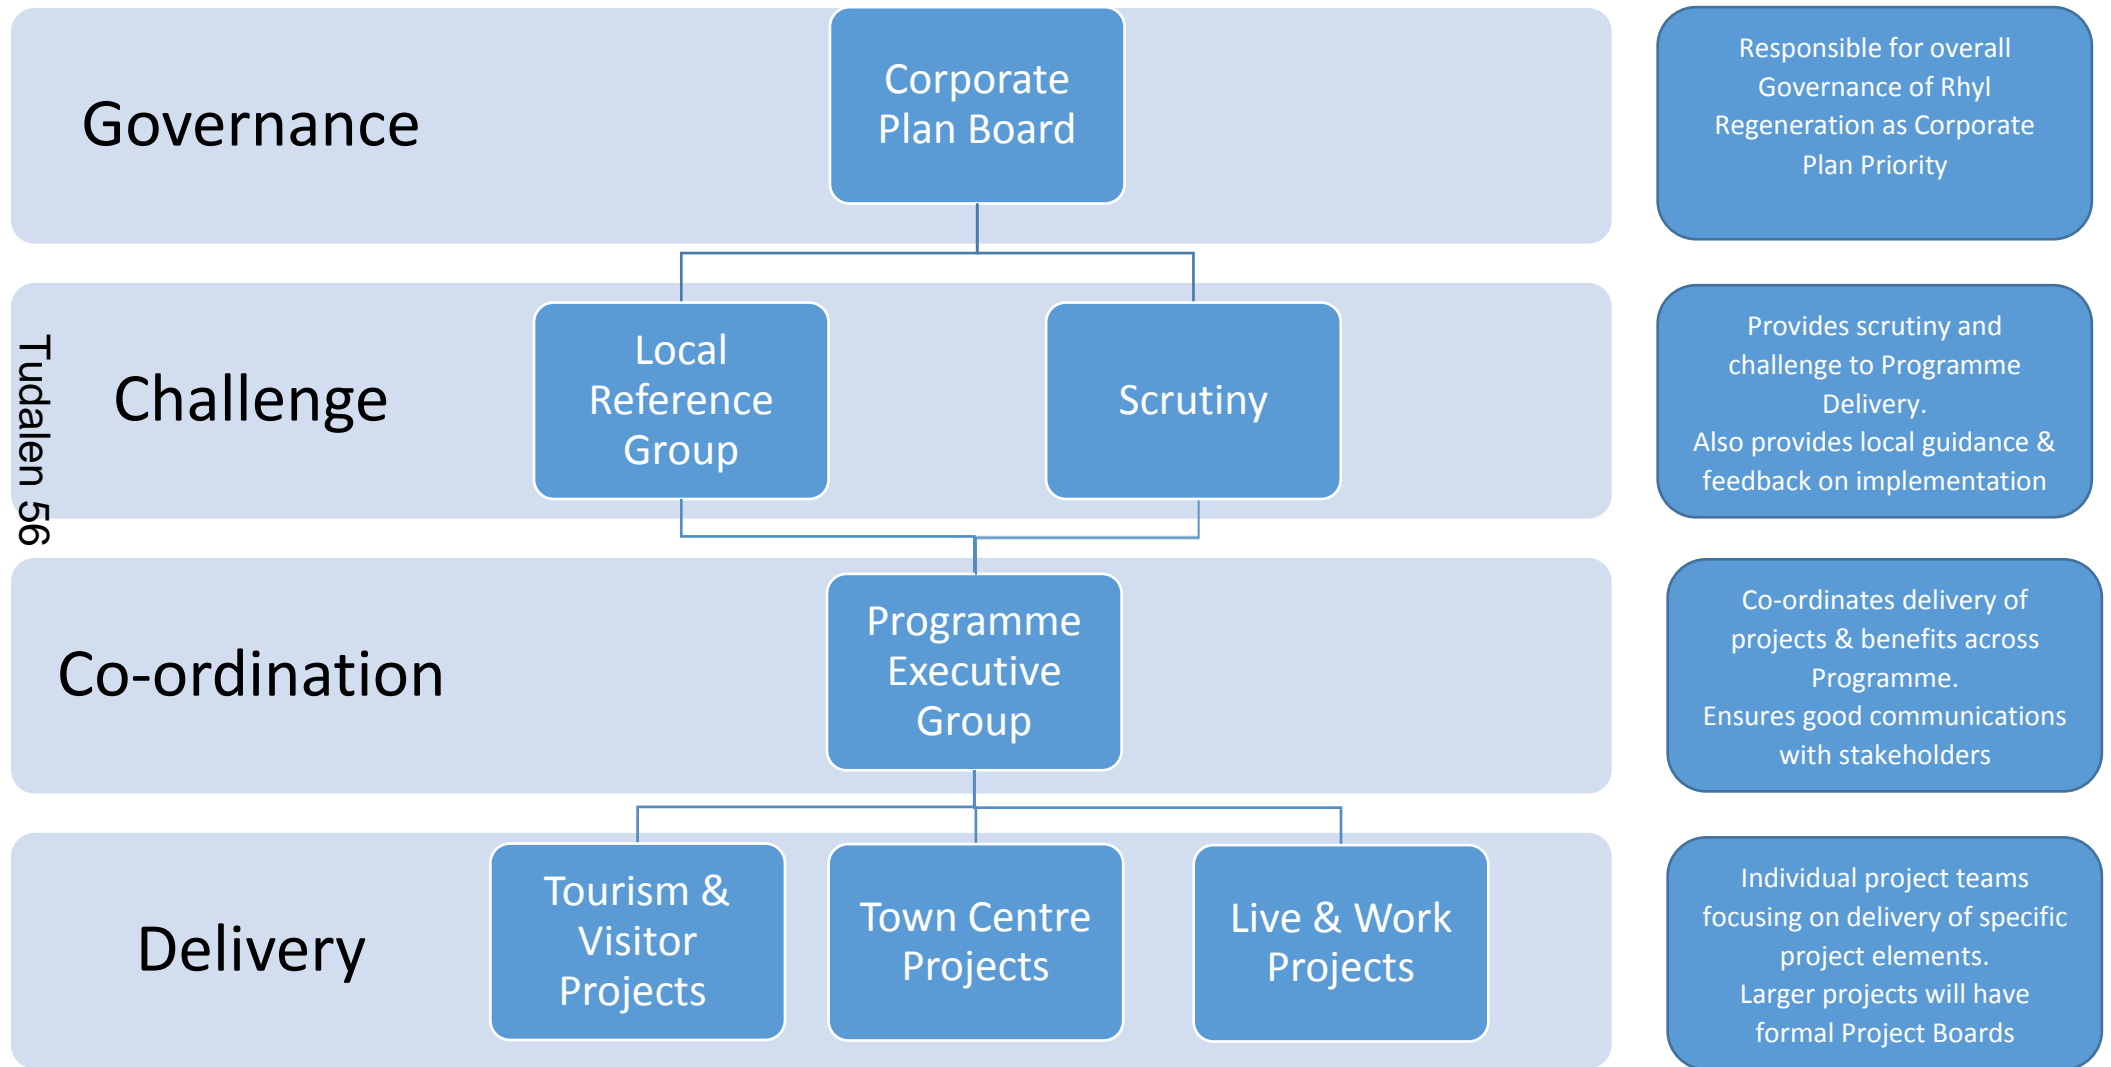 Governance
Corporate
Plan Board
Responsible for overall
Governance of Rhyl
Regeneration as Corporate
Plan Priority
Tudalen 56
Challenge
Local
Reference
Group
Scrutiny
Provides scrutiny and
challenge to Programme
Delivery.
Also provides local guidance &
feedback on implementation
Co-ordination
Programme
Executive
Group
Co-ordinates delivery of
projects & benefits across
Programme.
Ensures good communications
with stakeholders
Delivery
Tourism &
Visitor
Projects
Town Centre
Projects
Live & Work
Projects
Individual project teams
focusing on delivery of specific
project elements.
Larger projects will have
formal Project Boards